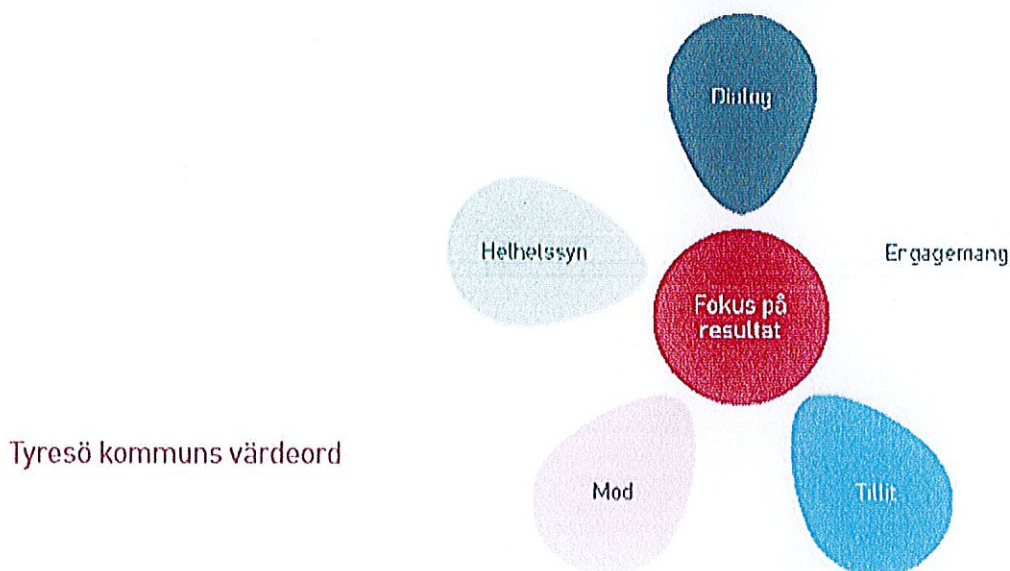 Dialog
Helhetssyn
Engagemang
Fokus på
resultat
Tyresö kommuns värdeord
Mod
Tillit